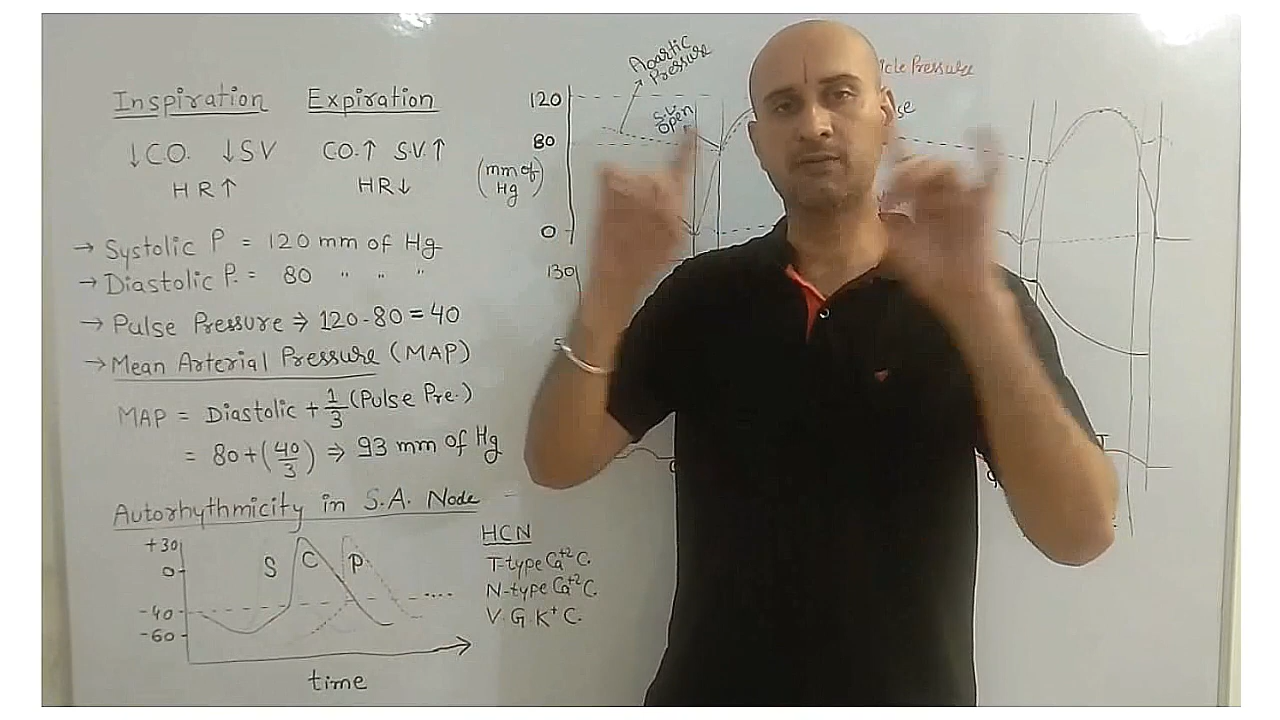 Inspiration Expiration
↓C.O. ↓SV C.O.↑ S.V.↑
HR↑ HR↓
→ Systolic P = 120 mm of Hg
→ Diastolic P. = 80 " " "
→ Pulse Pressure ⇒ 120-80=40
→ Mean Arterial Pressure (MAP)
MAP = Diastolic + 1/3 (Pulse Pre.)
= 80+(40/3) ⇒ 93 mm of Hg
Autorhythmicity in S.A. Node
+30
0
-40
-60
S C P
....
time
HCN
T-type Ca+2 C.
N-type Ca+2 C.
V.G.K+ C.
Aoartic
Pressure
Pressure
S.L.
Open
120
80
(mm of
Hg)
0
130